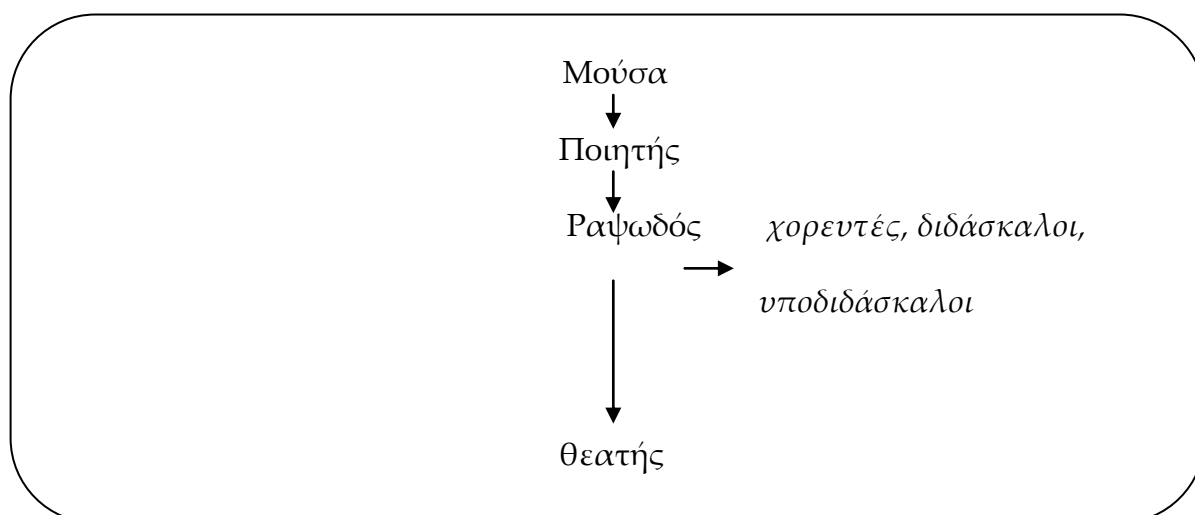 Μούσα
Ποιητής
Ραψωδός χορευτές, διδάσκαλοι,
υποδιδάσκαλοι
θεατής